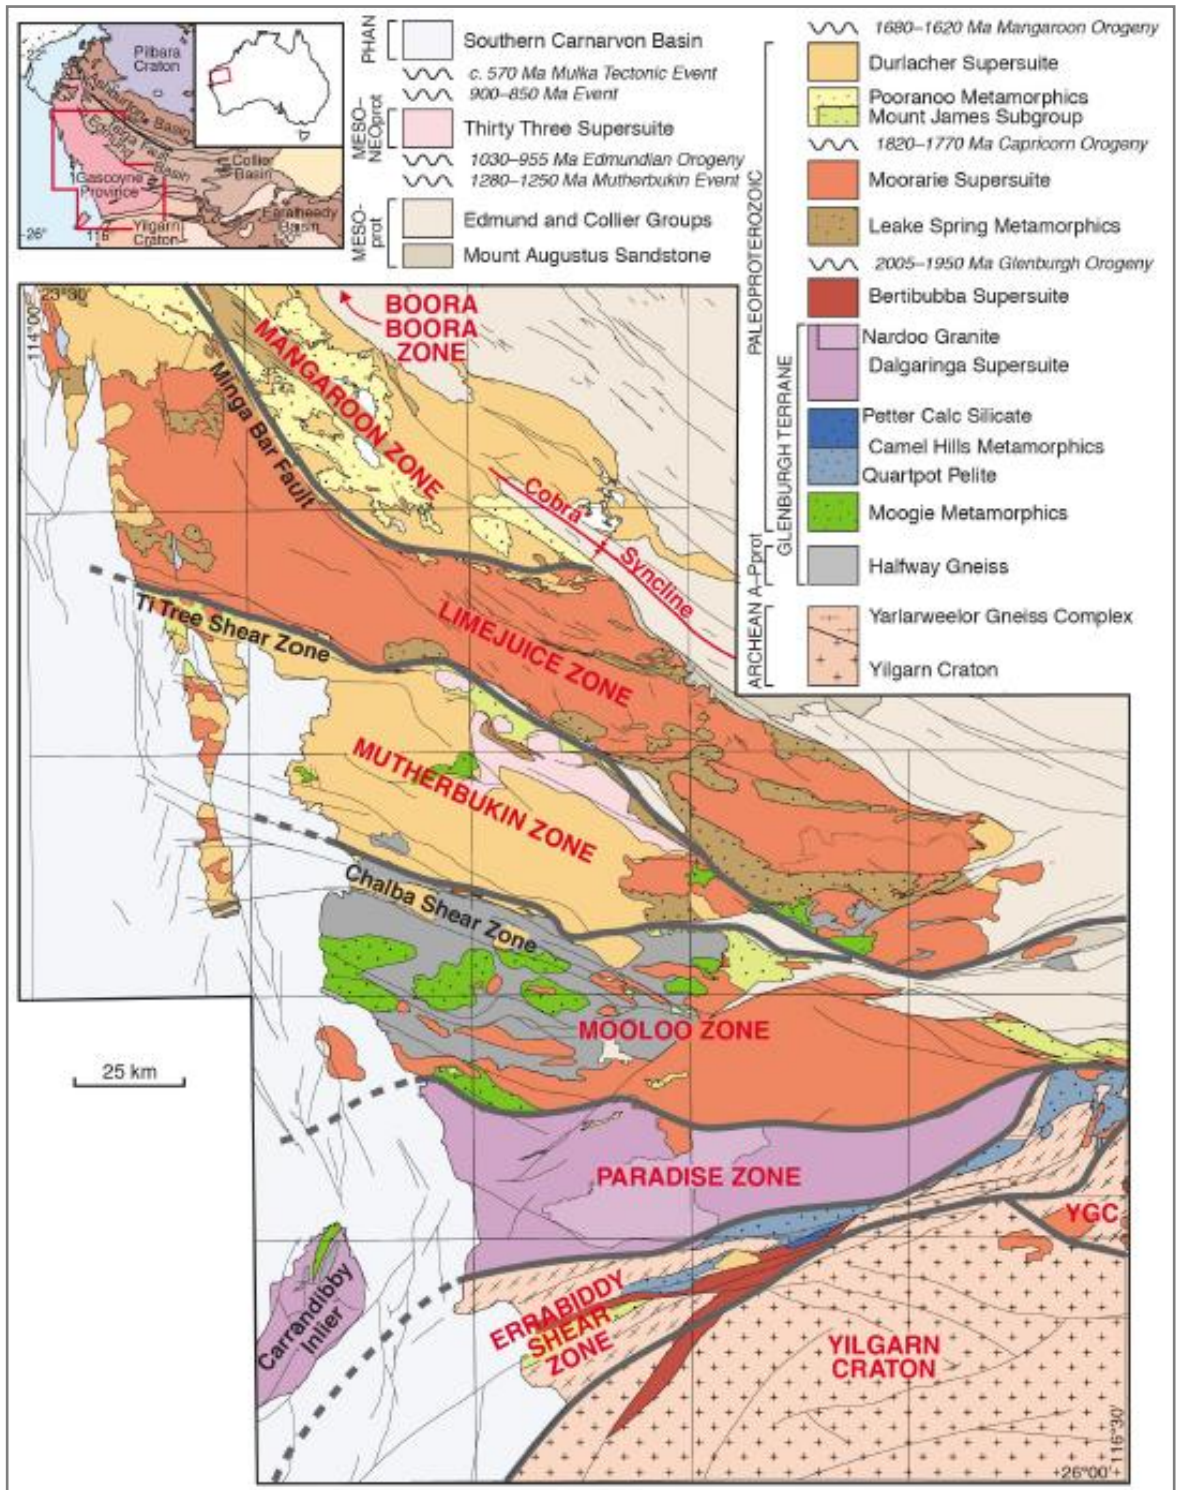 22°
Pilbara
Craton
Ashburton Basin
Edmund Basin
Collier
Basin
Gascoyne
Province
Earaheedy
Basin
26°
116°
Yilgarn
Craton
PHAN
Southern Carnarvon Basin
c. 570 Ma Mulka Tectonic Event
900–850 Ma Event
MESO–
NEOprot
Thirty Three Supersuite
1030–955 Ma Edmundian Orogeny
1280–1250 Ma Mutherbukin Event
MESO-
prot
Edmund and Collier Groups
Mount Augustus Sandstone
PALEOPROTEROZOIC
1680–1620 Ma Mangaroon Orogeny
Durlacher Supersuite
Pooranoo Metamorphics
Mount James Subgroup
1820–1770 Ma Capricorn Orogeny
Moorarie Supersuite
Leake Spring Metamorphics
2005–1950 Ma Glenburgh Orogeny
Bertibubba Supersuite
GLENBURGH TERRANE
Nardoo Granite
Dalgaringa Supersuite
Petter Calc Silicate
Camel Hills Metamorphics
Quartpot Pelite
Moogie Metamorphics
A–Pprot
Halfway Gneiss
ARCHEAN
Yarlarweelor Gneiss Complex
Yilgarn Craton
23°30'
114°00'
BOORA
BOORA
ZONE
MANGAROON ZONE
Minga Bar Fault
Cobra
Syncline
LIMEJUICE ZONE
Ti Tree Shear Zone
MUTHERBUKIN ZONE
Chalba Shear Zone
MOOLOO ZONE
25 km
PARADISE ZONE
YGC
Carrandibby
Inlier
ERRABIDDY
SHEAR
ZONE
YILGARN
CRATON
116°30'
26°00'